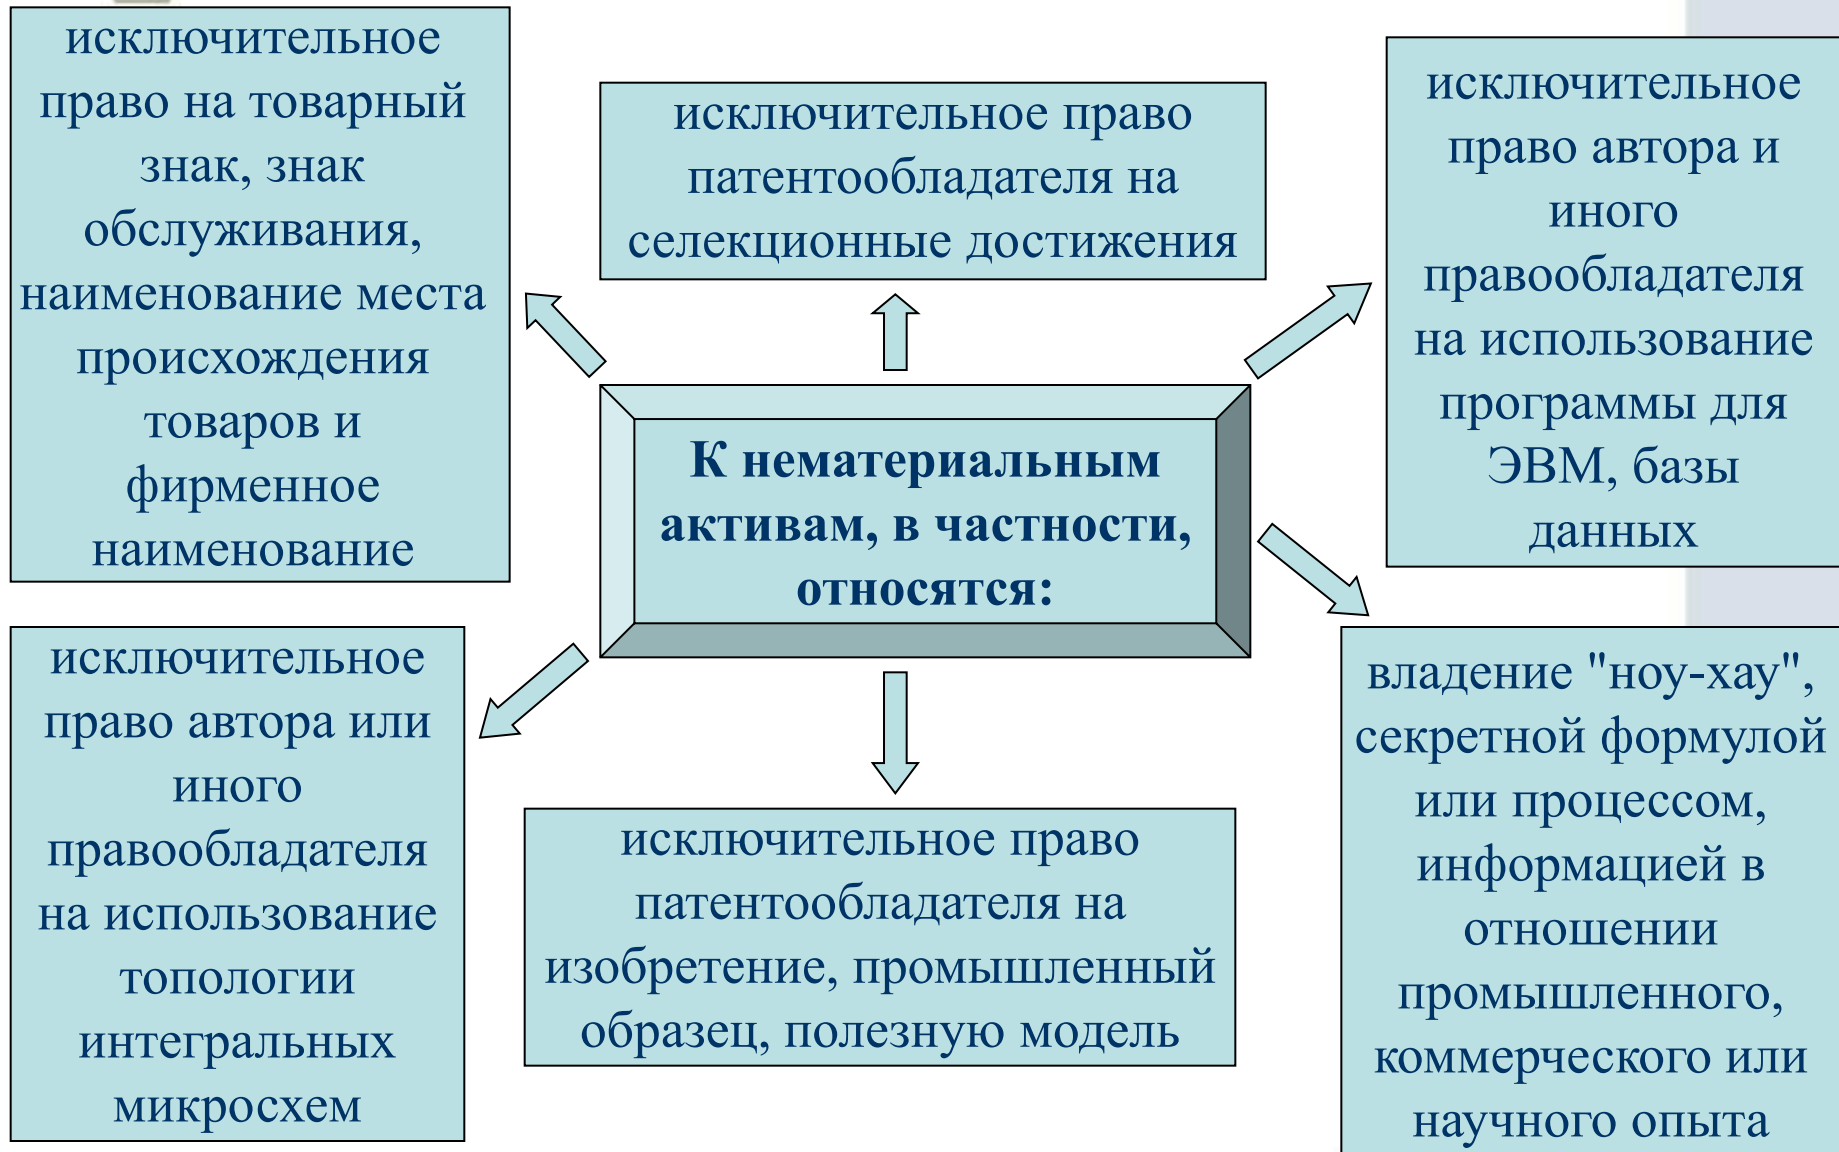 исключительное
право на товарный
знак, знак
обслуживания,
наименование места
происхождения
товаров и
фирменное
наименование
исключительное право
патентообладателя на
селекционные достижения
исключительное
право автора и
иного
правообладателя
на использование
программы для
ЭВМ, базы
данных
К нематериальным
активам, в частности,
относятся:
исключительное
право автора или
иного
правообладателя
на использование
топологии
интегральных
микросхем
исключительное право
патентообладателя на
изобретение, промышленный
образец, полезную модель
владение "ноу-хау",
секретной формулой
или процессом,
информацией в
отношении
промышленного,
коммерческого или
научного опыта